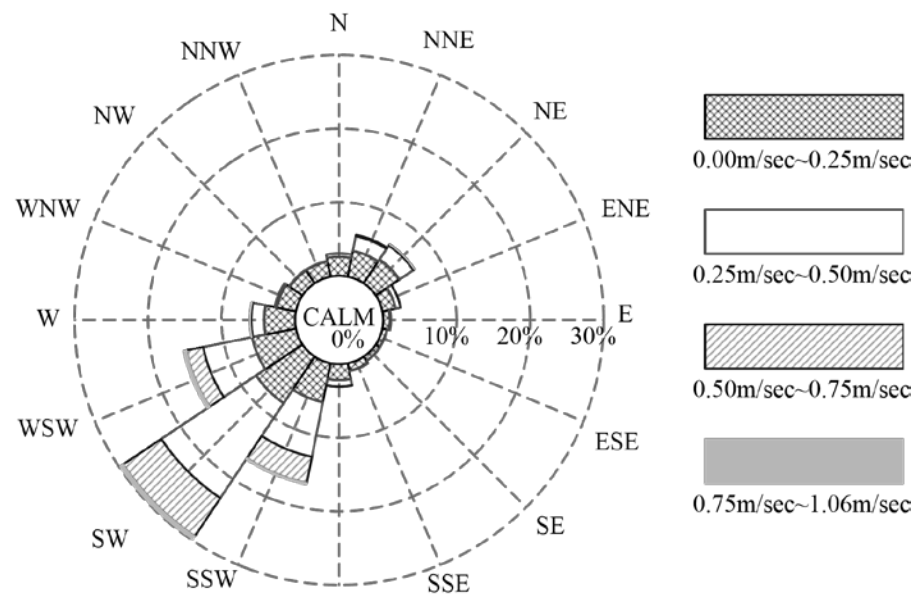 N
NNW
NNE
NW
NE
WNW
ENE
W
E
CALM
0%
10%
20%
30%
WSW
ESE
SW
SE
SSW
SSE
0.00m/sec~0.25m/sec
0.25m/sec~0.50m/sec
0.50m/sec~0.75m/sec
0.75m/sec~1.06m/sec